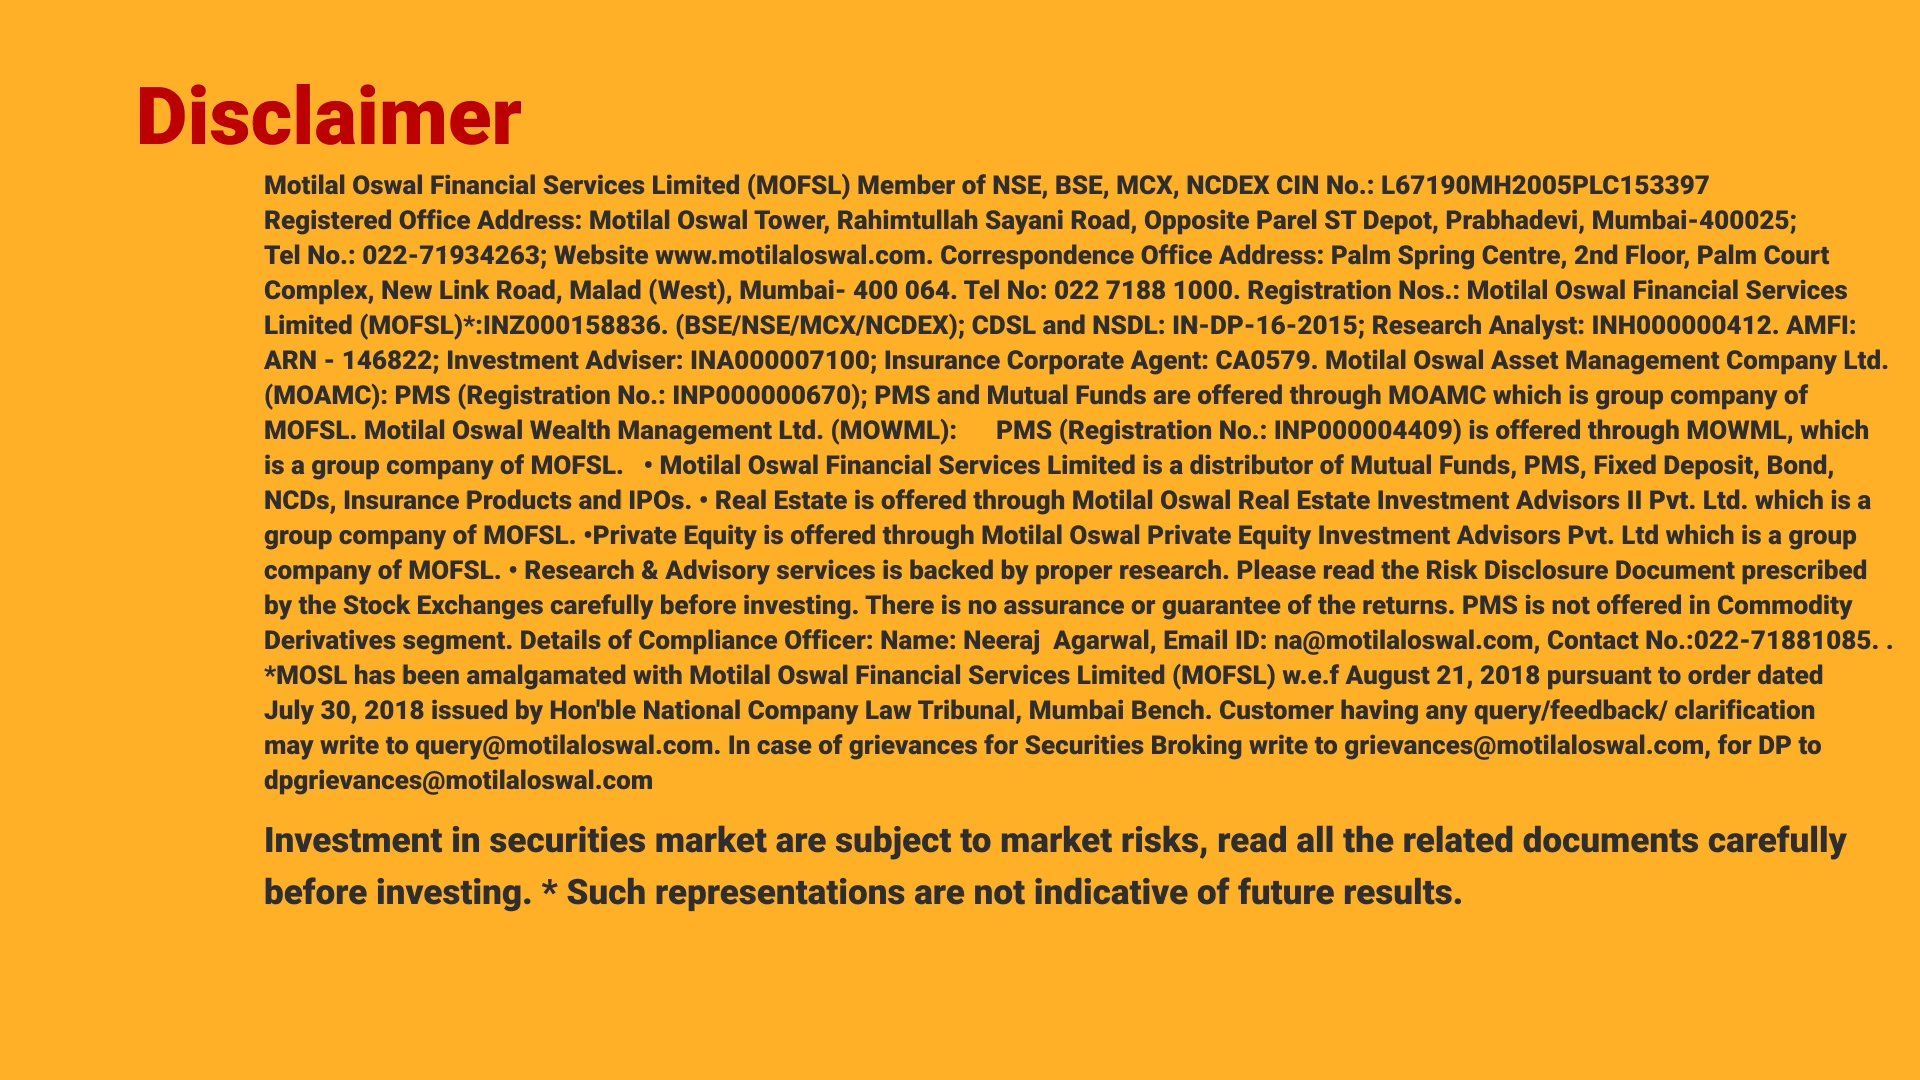 Disclaimer
Motilal Oswal Financial Services Limited (MOFSL) Member of NSE, BSE, MCX, NCDEX CIN No.: L67190MH2005PLC153397
Registered Office Address: Motilal Oswal Tower, Rahimtullah Sayani Road, Opposite Parel ST Depot, Prabhadevi, Mumbai-400025;
Tel No.: 022-71934263; Website www.motilaloswal.com. Correspondence Office Address: Palm Spring Centre, 2nd Floor, Palm Court
Complex, New Link Road, Malad (West), Mumbai- 400 064. Tel No: 022 7188 1000. Registration Nos.: Motilal Oswal Financial Services
Limited (MOFSL)*:INZ000158836. (BSE/NSE/MCX/NCDEX); CDSL and NSDL: IN-DP-16-2015; Research Analyst: INH000000412. AMFI:
ARN - 146822; Investment Adviser: INA000007100; Insurance Corporate Agent: CA0579. Motilal Oswal Asset Management Company Ltd.
(MOAMC): PMS (Registration No.: INP000000670); PMS and Mutual Funds are offered through MOAMC which is group company of
MOFSL. Motilal Oswal Wealth Management Ltd. (MOWML): PMS (Registration No.: INP000004409) is offered through MOWML, which
is a group company of MOFSL. • Motilal Oswal Financial Services Limited is a distributor of Mutual Funds, PMS, Fixed Deposit, Bond,
NCDs, Insurance Products and IPOs. • Real Estate is offered through Motilal Oswal Real Estate Investment Advisors II Pvt. Ltd. which is a
group company of MOFSL. •Private Equity is offered through Motilal Oswal Private Equity Investment Advisors Pvt. Ltd which is a group
company of MOFSL. • Research & Advisory services is backed by proper research. Please read the Risk Disclosure Document prescribed
by the Stock Exchanges carefully before investing. There is no assurance or guarantee of the returns. PMS is not offered in Commodity
Derivatives segment. Details of Compliance Officer: Name: Neeraj Agarwal, Email ID: na@motilaloswal.com, Contact No.:022-71881085. .
*MOSL has been amalgamated with Motilal Oswal Financial Services Limited (MOFSL) w.e.f August 21, 2018 pursuant to order dated
July 30, 2018 issued by Hon'ble National Company Law Tribunal, Mumbai Bench. Customer having any query/feedback/ clarification
may write to query@motilaloswal.com. In case of grievances for Securities Broking write to grievances@motilaloswal.com, for DP to
dpgrievances@motilaloswal.com
Investment in securities market are subject to market risks, read all the related documents carefully
before investing. * Such representations are not indicative of future results.